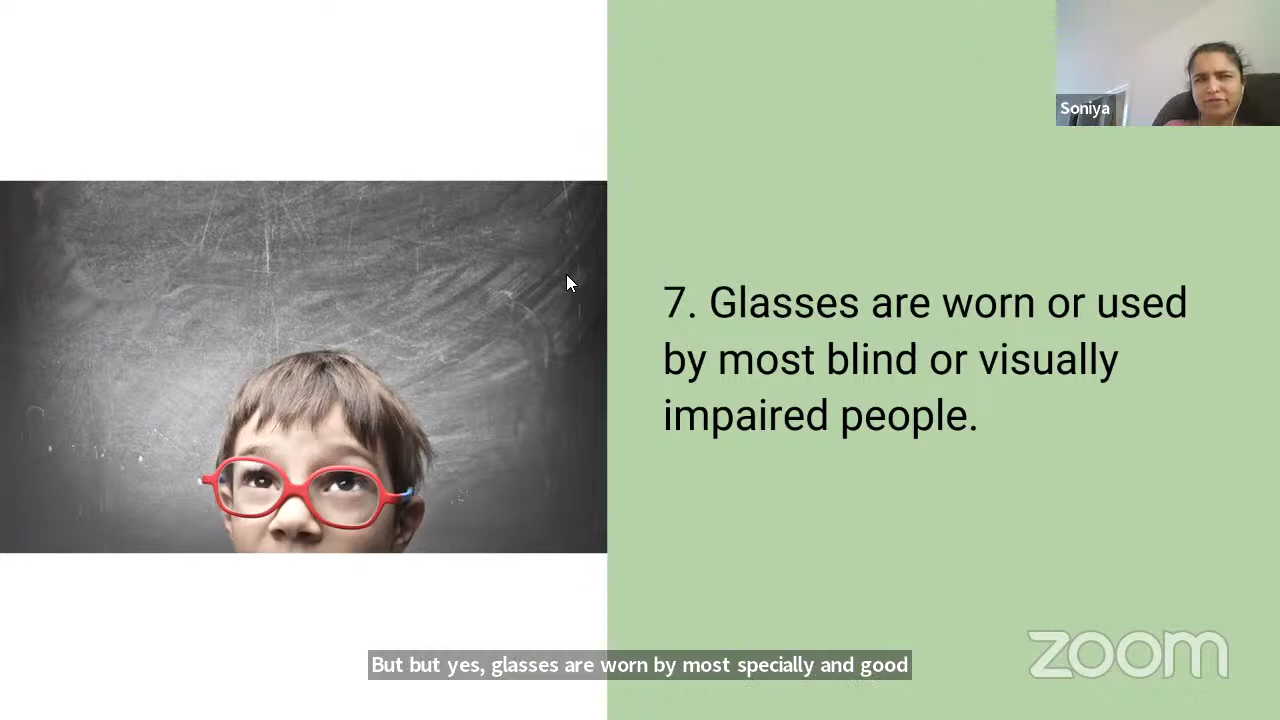 Soniya
7. Glasses are worn or used
by most blind or visually
impaired people.
zoom
But but yes, glasses are worn by most specially and good